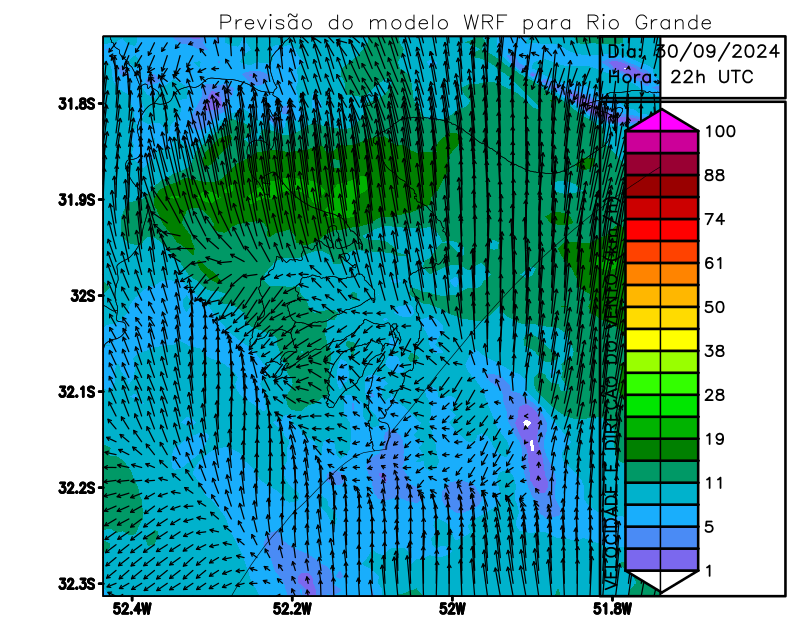 Previsão do modelo WRF para Rio Grande
Dia: 30/09/2024
Hora: 22h UTC
31.8S
31.9S
32S
32.1S
32.2S
32.3S
52.4W
52.2W
52W
51.8W
100
88
74
61
50
38
28
19
11
5
1
VELOCIDADE E DIREÇÃO DO VENTO (km/h)